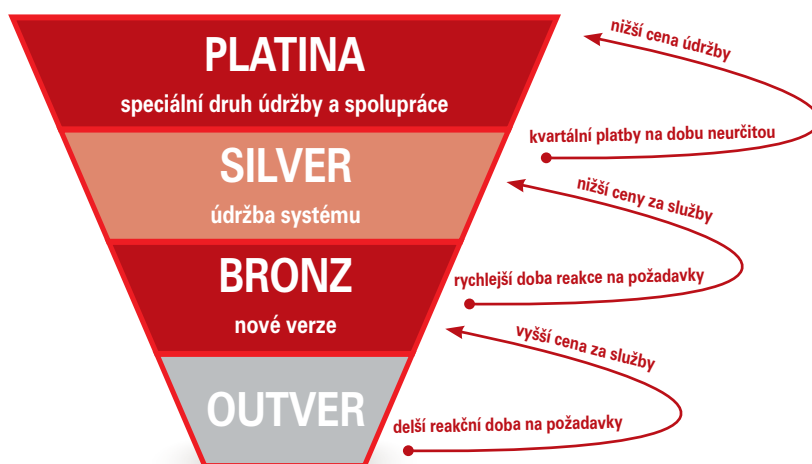 PLATINA
speciální druh údržby a spolupráce
nižší cena údržby
kvartální platby na dobu neurčitou
SILVER
údržba systému
nižší ceny za služby
rychlejší doba reakce na požadavky
BRONZ
nové verze
vyšší cena za služby
OUTVER
delší reakční doba na požadavky